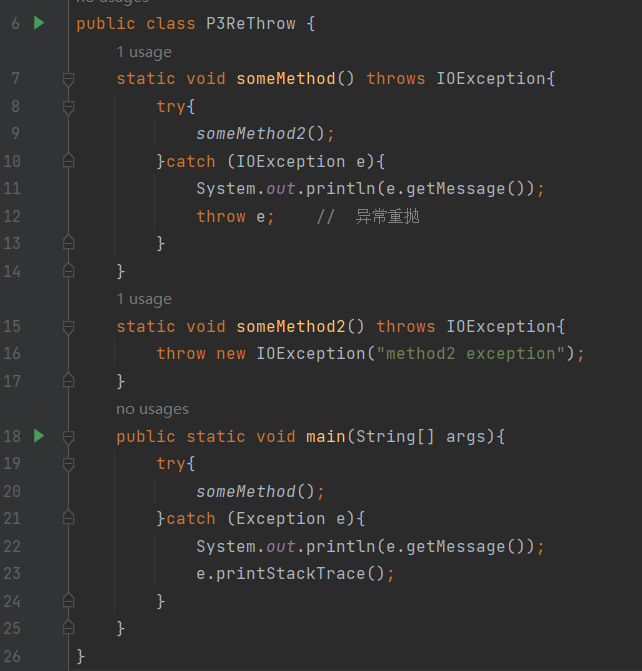 no usages
6 public class P3ReThrow {
1 usage
7 static void someMethod() throws IOException{
8 try{
9 someMethod2();
10 }catch (IOException e){
11 System.out.println(e.getMessage());
12 throw e; // 异常重抛
13 }
14 }
1 usage
15 static void someMethod2() throws IOException{
16 throw new IOException("method2 exception");
17 }
no usages
18 public static void main(String[] args){
19 try{
20 someMethod();
21 }catch (Exception e){
22 System.out.println(e.getMessage());
23 e.printStackTrace();
24 }
25 }
26 }